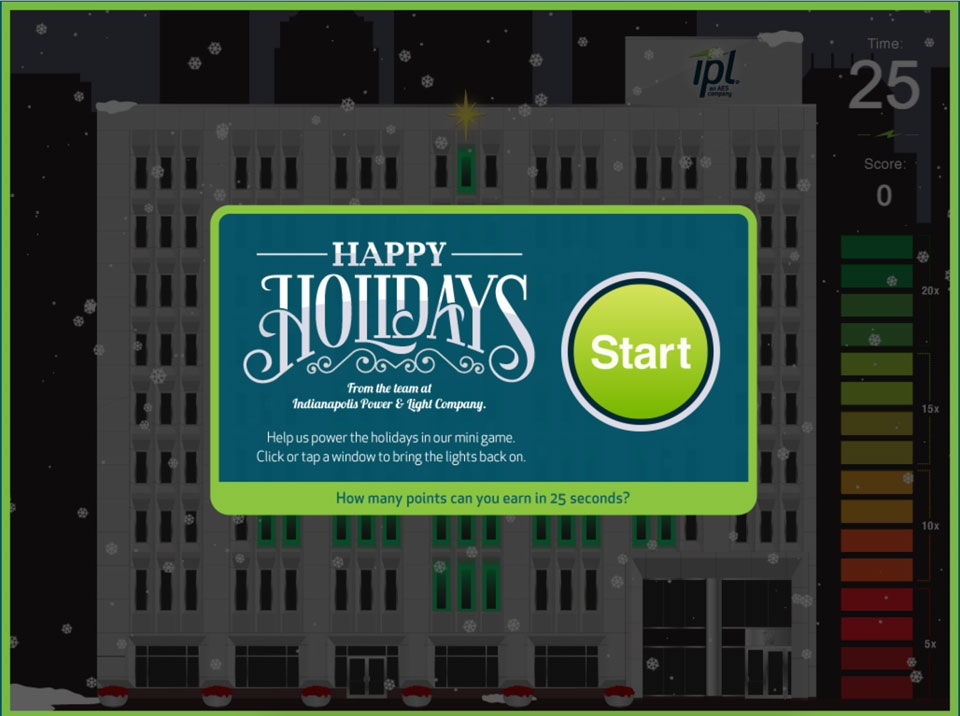 ipl.
an AES
company
Time:
25
Score:
0
20x
15x
10x
5x
HAPPY
HOLIDAYS
From the team at
Indianapolis Power & Light Company.
Help us power the holidays in our mini game.
Click or tap a window to bring the lights back on.
Start
How many points can you earn in 25 seconds?